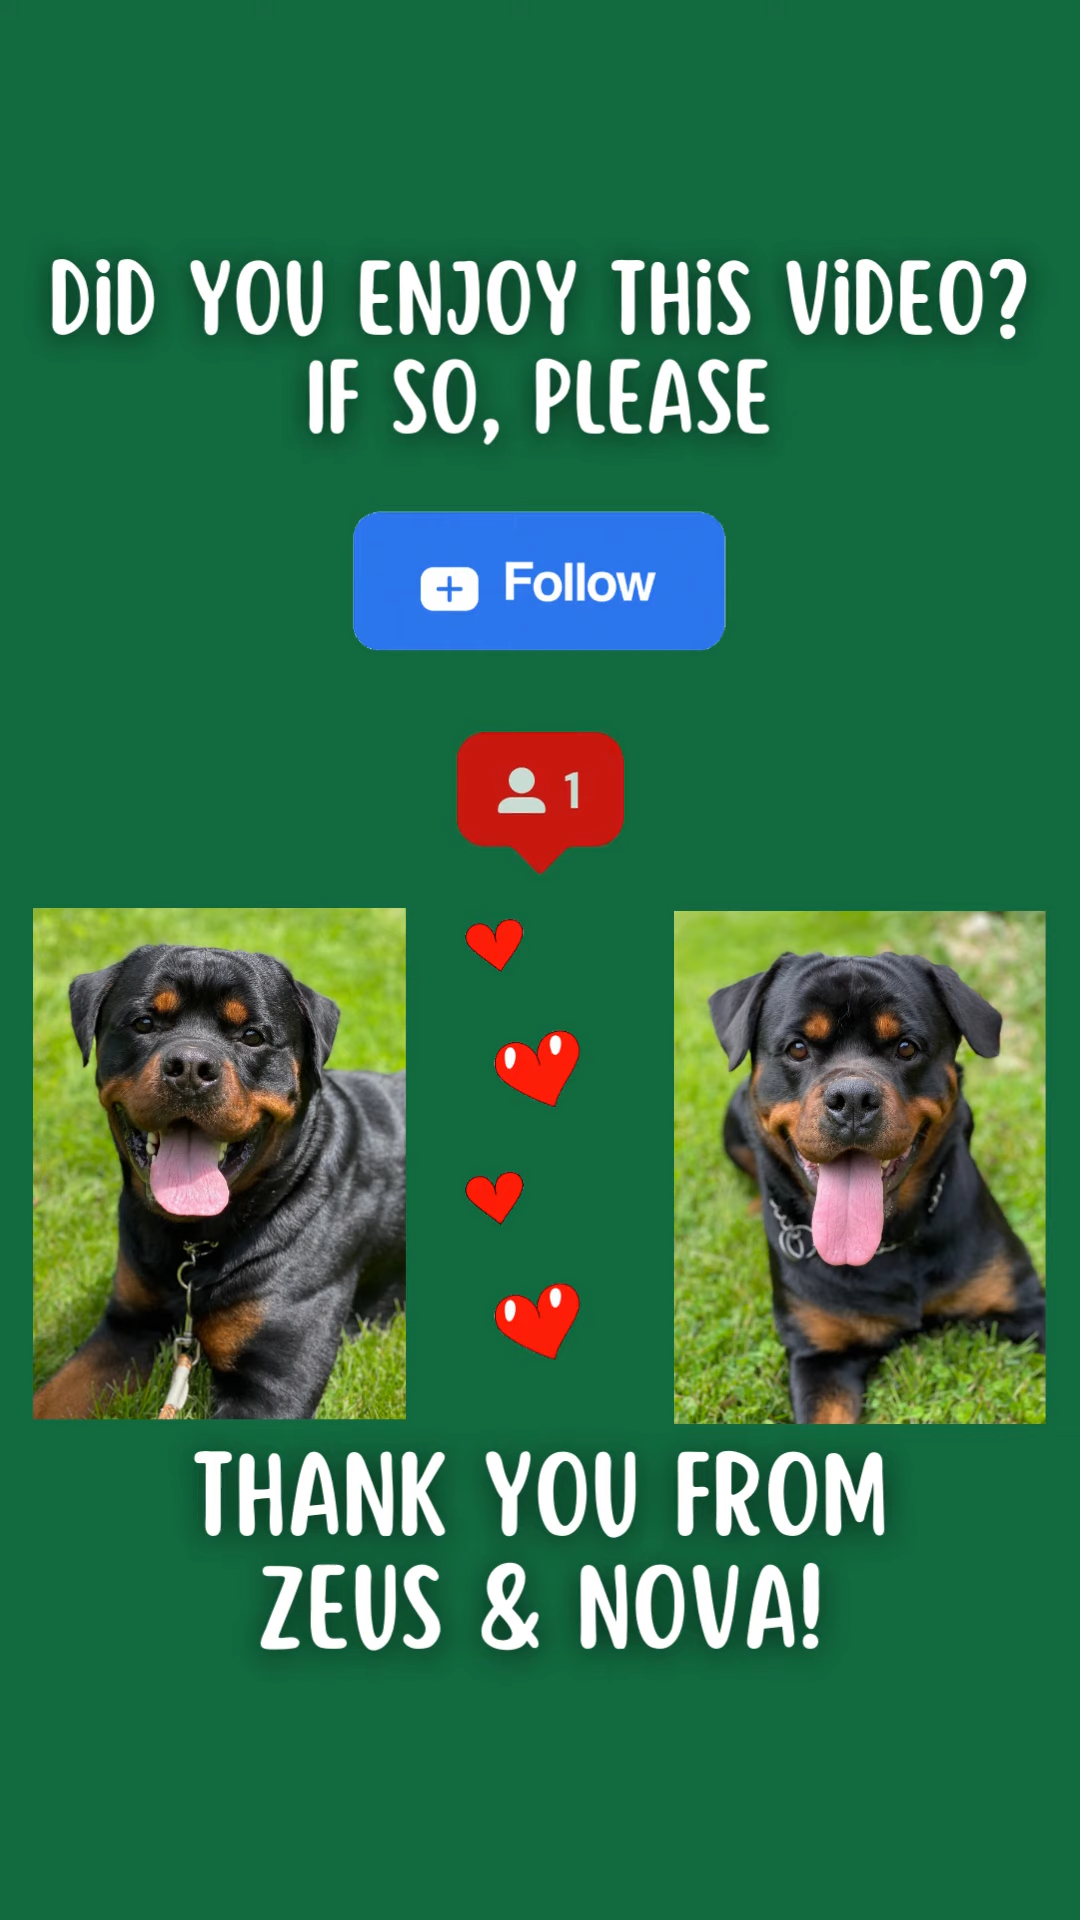 DiD YOU ENJOY THiS ViDEO?
IF SO, PLEASE
Follow
1
THANK YOU FROM
ZEUS & NOVA!